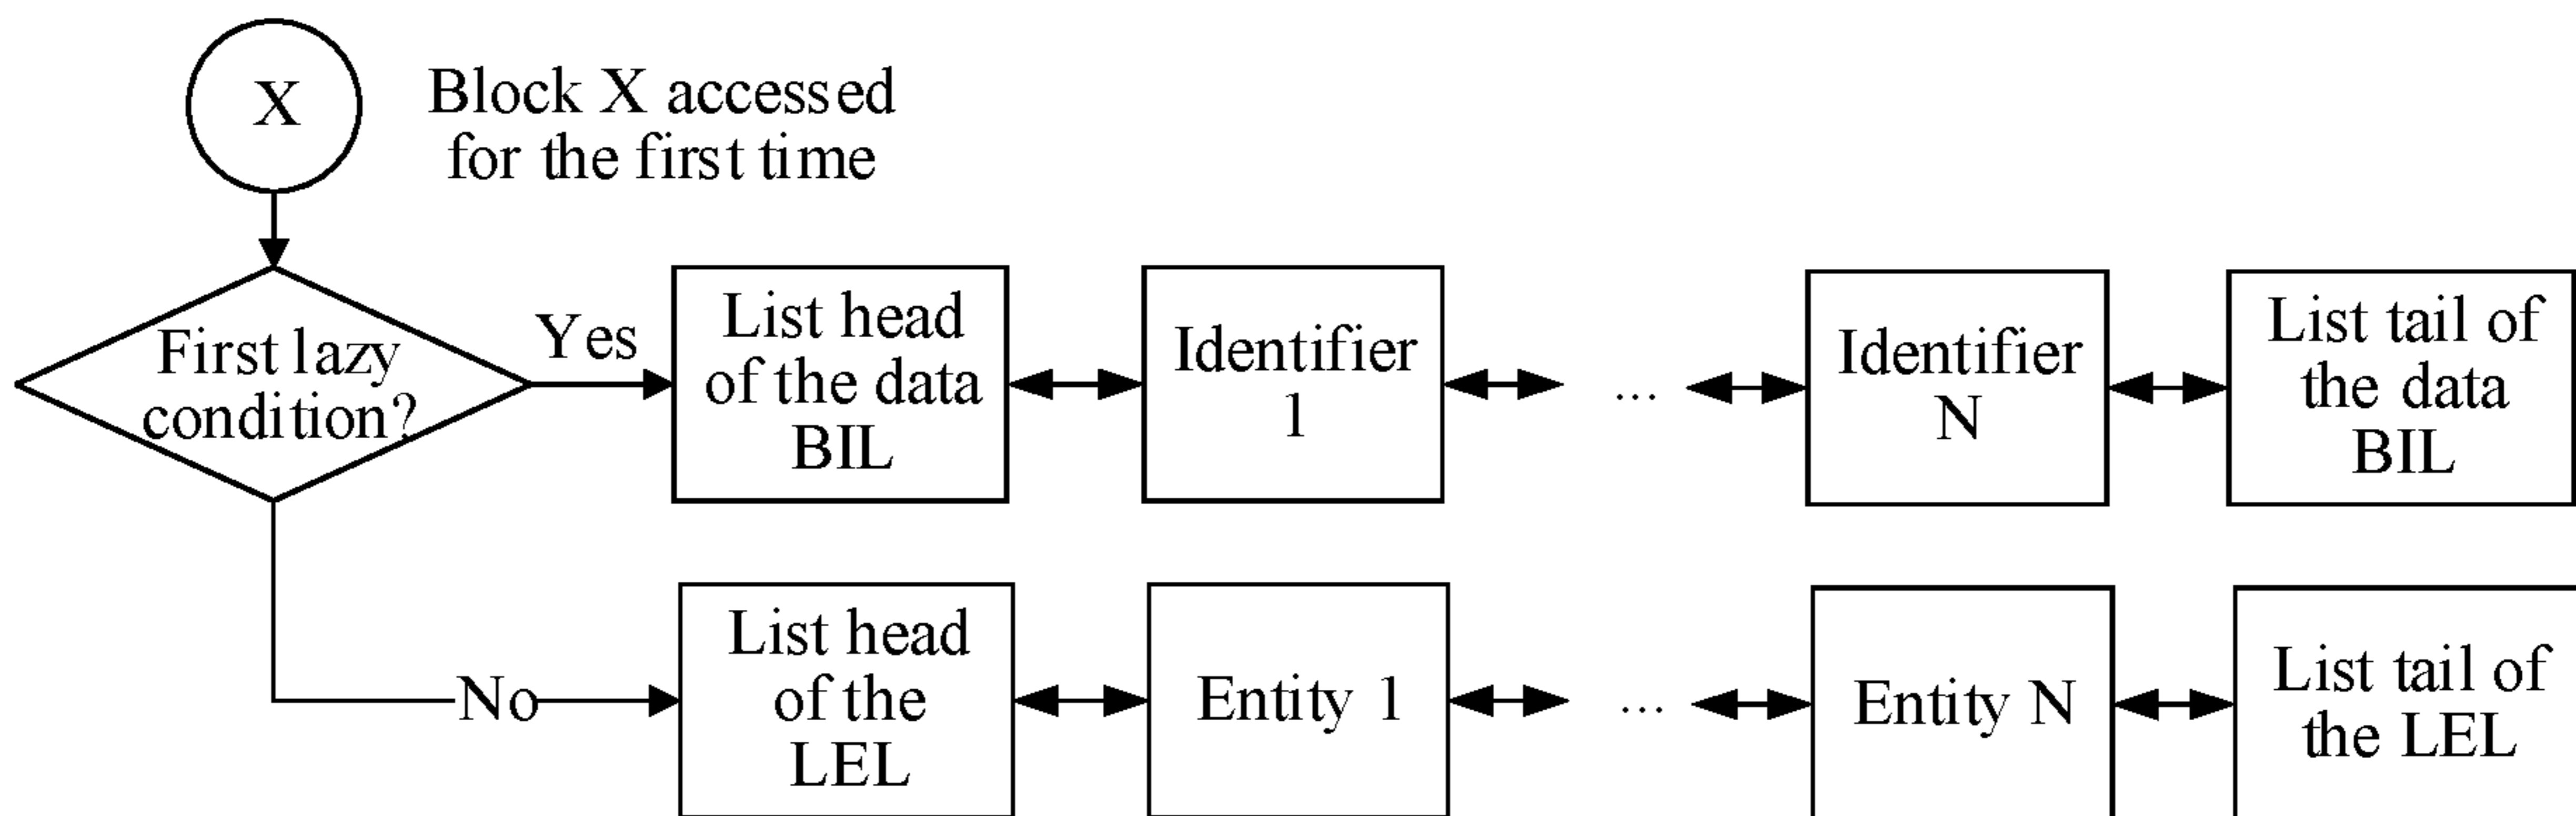 X
Block X accessed
for the first time
First lazy
condition?
Yes
List head
of the data
BIL
Identifier
1
...
Identifier
N
List tail of
the data
BIL
No
List head
of the
LEL
Entity 1
...
Entity N
List tail of
the LEL